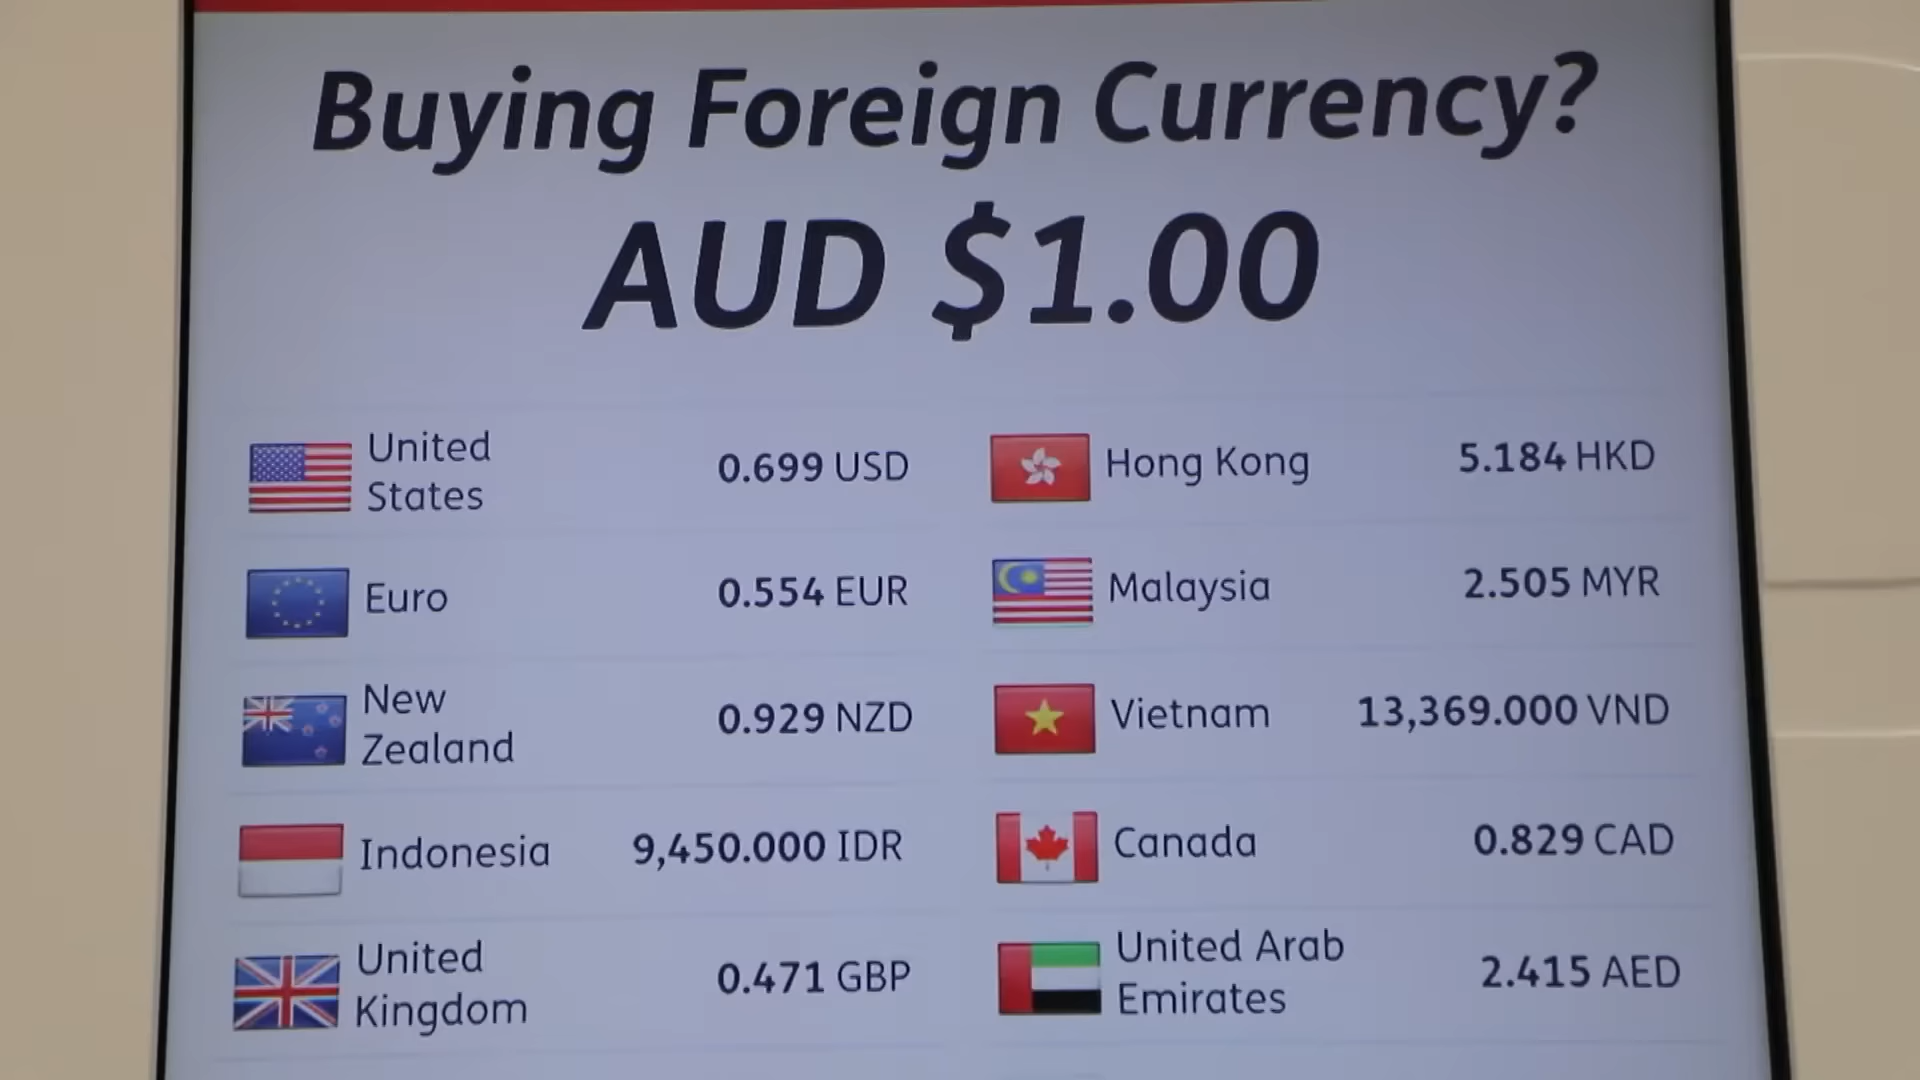 Buying Foreign Currency?
AUD $1.00
United States 0.699 USD
Euro 0.554 EUR
New Zealand 0.929 NZD
Indonesia 9,450.000 IDR
United Kingdom 0.471 GBP
Hong Kong 5.184 HKD
Malaysia 2.505 MYR
Vietnam 13,369.000 VND
Canada 0.829 CAD
United Arab Emirates 2.415 AED